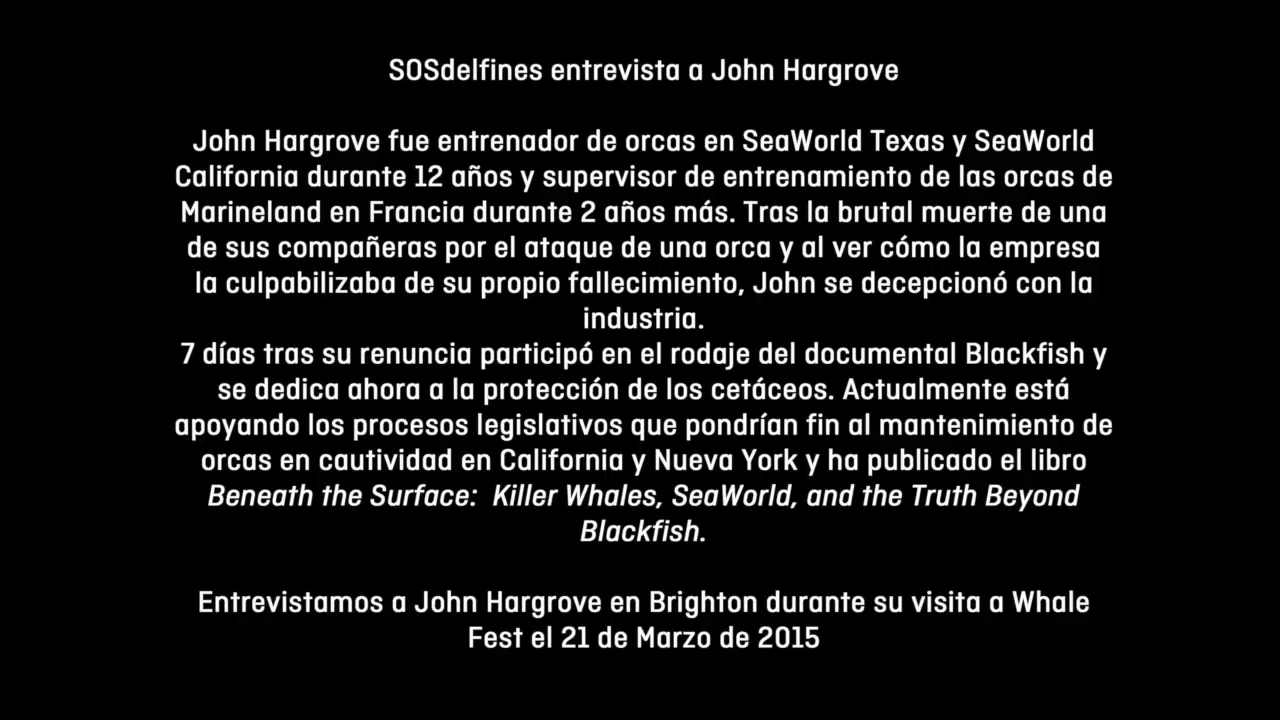 SOSdelfines entrevista a John Hargrove
John Hargrove fue entrenador de orcas en SeaWorld Texas y SeaWorld
California durante 12 años y supervisor de entrenamiento de las orcas de
Marineland en Francia durante 2 años más. Tras la brutal muerte de una
de sus compañeras por el ataque de una orca y al ver cómo la empresa
la culpabilizaba de su propio fallecimiento, John se decepcionó con la
industria.
7 días tras su renuncia participó en el rodaje del documental Blackfish y
se dedica ahora a la protección de los cetáceos. Actualmente está
apoyando los procesos legislativos que pondrían fin al mantenimiento de
orcas en cautividad en California y Nueva York y ha publicado el libro
Beneath the Surface:  Killer Whales, SeaWorld, and the Truth Beyond
Blackfish.
Entrevistamos a John Hargrove en Brighton durante su visita a Whale
Fest el 21 de Marzo de 2015